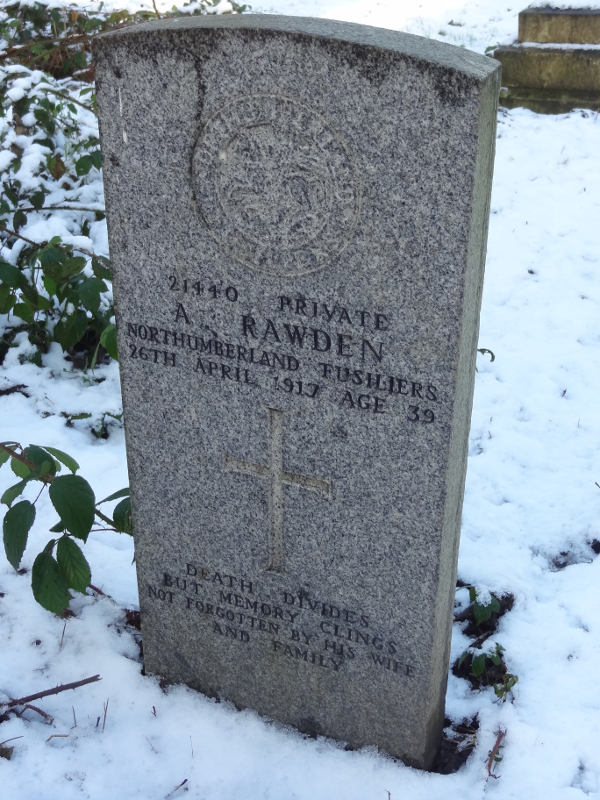 21440 PRIVATE
A. RAWDEN
NORTHUMBERLAND FUSILIERS
26TH APRIL 1917 AGE 39
DEATH DIVIDES
BUT MEMORY CLINGS
NOT FORGOTTEN BY HIS WIFE
AND FAMILY